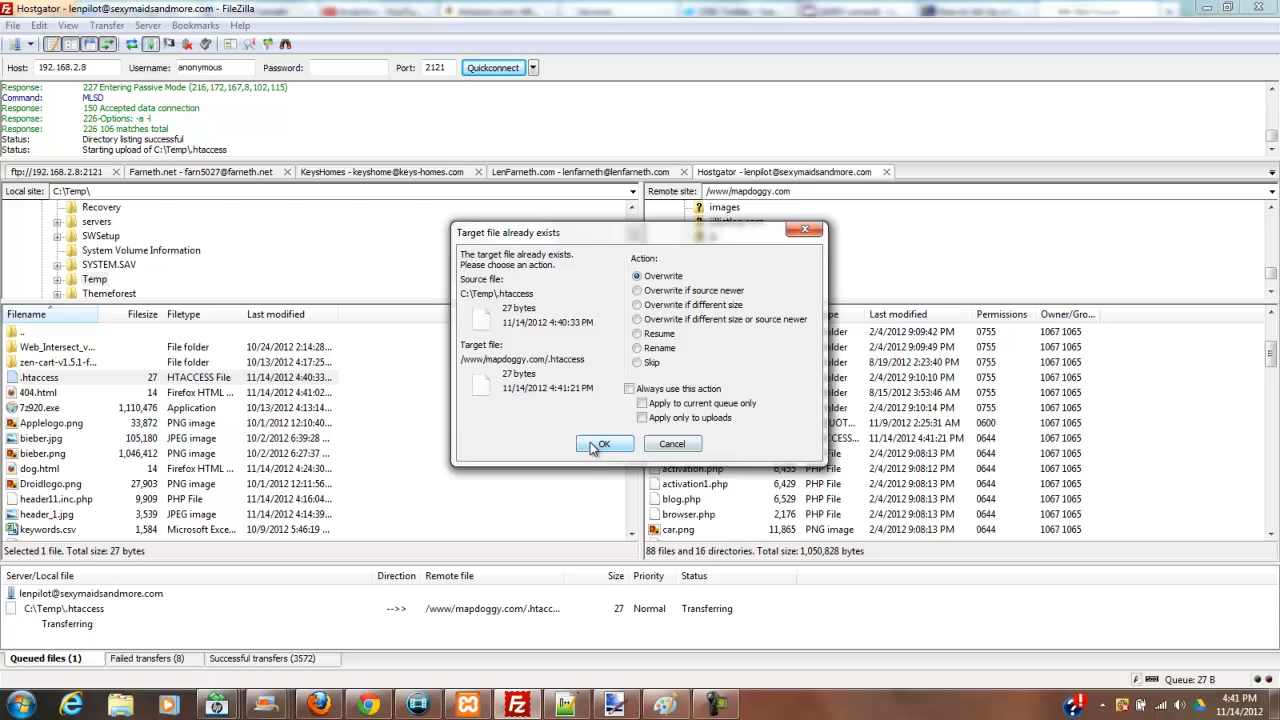 Hostgator - lenpilot@sexymaidsandmore.com - FileZilla
File Edit View Transfer Server Bookmarks Help
Host: 192.168.2.8 Username: anonymous Password: Port: 2121 Quickconnect
Response: 227 Entering Passive Mode (216,172,167,8,102,115)
Command: MLSD
Response: 150 Accepted data connection
Response: 226-Options: -a -l
Response: 226 106 matches total
Status: Directory listing successful
Status: Starting upload of C:\Temp\.htaccess
ftp://192.168.2.8:2121 Farneth.net - farn5027@farneth.net KeysHomes - keyshome@keys-homes.com LenFarneth.com - lenfarneth@lenfarneth.com Hostgator - lenpilot@sexymaidsandmore.com
Local site: C:\Temp\ Remote site: /www/mapdoggy.com
Recovery
servers
SWSetup
System Volume Information
SYSTEM.SAV
Temp
Themeforest
images
Target file already exists
The target file already exists.
Please choose an action.
Source file:
C:\Temp\.htaccess
27 bytes
11/14/2012 4:40:33 PM
Target file:
/www/mapdoggy.com/.htaccess
27 bytes
11/14/2012 4:41:21 PM
Action:
Overwrite
Overwrite if source newer
Overwrite if different size
Overwrite if different size or source newer
Resume
Rename
Skip
Always use this action
Apply to current queue only
Apply only to uploads
OK Cancel
Filename Filesize Filetype Last modified
..
Web_Intersect_v... File folder 10/24/2012 2:14:28...
zen-cart-v1.5.1-f... File folder 10/13/2012 4:17:25...
.htaccess 27 HTACCESS File 11/14/2012 4:40:33...
404.html 14 Firefox HTML ... 11/14/2012 4:41:02...
7z920.exe 1,110,476 Application 10/13/2012 4:13:14...
Applelogo.png 33,872 PNG image 10/1/2012 12:10:40...
bieber.jpg 105,180 JPEG image 10/2/2012 6:39:28 ...
bieber.png 1,046,412 PNG image 10/2/2012 6:27:37 ...
dog.html 14 Firefox HTML ... 11/14/2012 4:24:30...
Droidlogo.png 27,903 PNG image 10/1/2012 12:11:56...
header11.inc.php 9,909 PHP File 11/14/2012 4:16:04...
header_1.jpg 3,539 JPEG image 11/14/2012 4:14:39...
keywords.csv 1,584 Microsoft Exce... 10/9/2012 5:46:19 ...
Selected 1 file. Total size: 27 bytes
ype Last modified Permissions Owner/Gro...
older 2/4/2012 9:09:42 PM 0755 1067 1065
older 2/4/2012 9:09:43 PM 0755 1067 1065
older 8/19/2012 2:23:40 PM 0755 1067 1065
older 2/4/2012 9:10:10 PM 0755 1067 1065
older 8/15/2012 3:53:46 AM 0755 1067 1065
older 2/4/2012 9:10:14 PM 0755 1067 1065
UOT... 11/9/2012 2:25:31 AM 0600 1067 1065
CESS... 11/14/2012 4:41:21 PM 0644 1067 1065
2/4/2012 9:08:13 PM 0644 1067 1065
activation.php 6,455 PHP File 2/4/2012 9:08:13 PM 0644 1067 1065
activation1.php 6,429 PHP File 2/4/2012 9:08:13 PM 0644 1067 1065
blog.php 6,529 PHP File 2/4/2012 9:08:13 PM 0644 1067 1065
browser.php 2,176 PHP File 2/4/2012 9:08:13 PM 0644 1067 1065
car.png 11,865 PNG image 2/4/2012 9:08:13 PM 0644 1067 1065
88 files and 16 directories. Total size: 1,050,828 bytes
Server/Local file Direction Remote file Size Priority Status
lenpilot@sexymaidsandmore.com
C:\Temp\.htaccess -->> /www/mapdoggy.com/.htacc... 27 Normal Transferring
Transferring
Queued files (1) Failed transfers (8) Successful transfers (3572)
Queue: 27 B
4:41 PM
11/14/2012